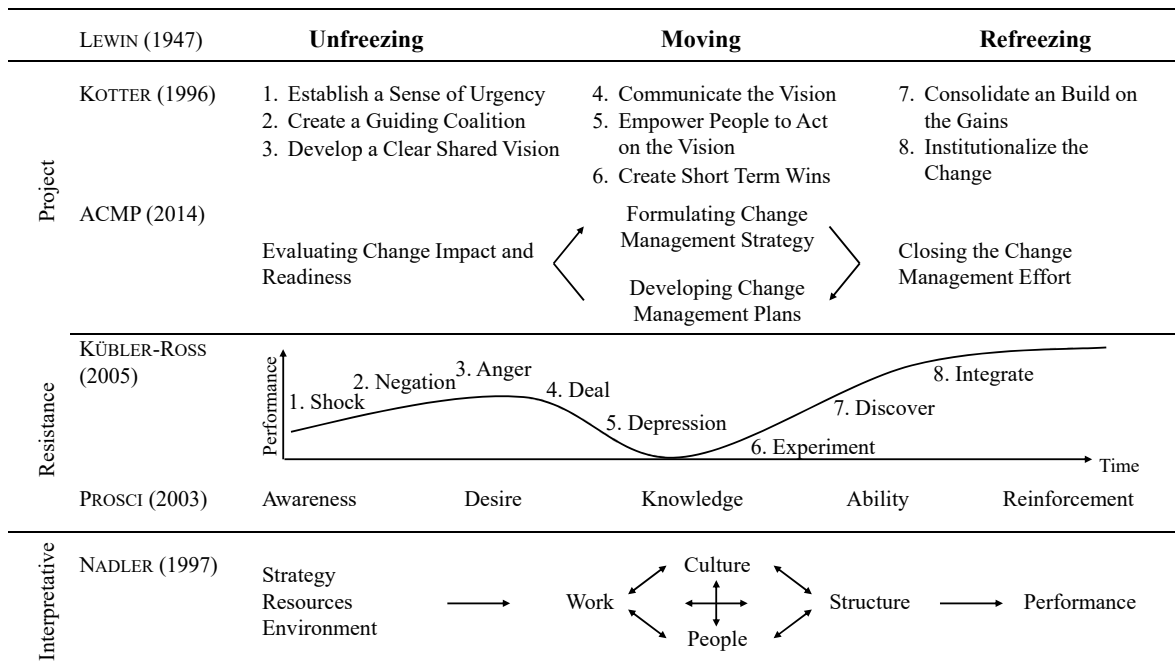 LEWIN (1947) Unfreezing Moving Refreezing
Project
KOTTER (1996)
1. Establish a Sense of Urgency
2. Create a Guiding Coalition
3. Develop a Clear Shared Vision
4. Communicate the Vision
5. Empower People to Act
on the Vision
6. Create Short Term Wins
7. Consolidate an Build on
the Gains
8. Institutionalize the
Change
ACMP (2014)
Evaluating Change Impact and
Readiness
Formulating Change
Management Strategy
Developing Change
Management Plans
Closing the Change
Management Effort
Resistance
KÜBLER-ROSS
(2005)
Performance
1. Shock
2. Negation
3. Anger
4. Deal
5. Depression
6. Experiment
7. Discover
8. Integrate
Time
PROSCI (2003) Awareness Desire Knowledge Ability Reinforcement
Interpretative
NADLER (1997)
Strategy
Resources
Environment
Work
Culture
People
Structure
Performance